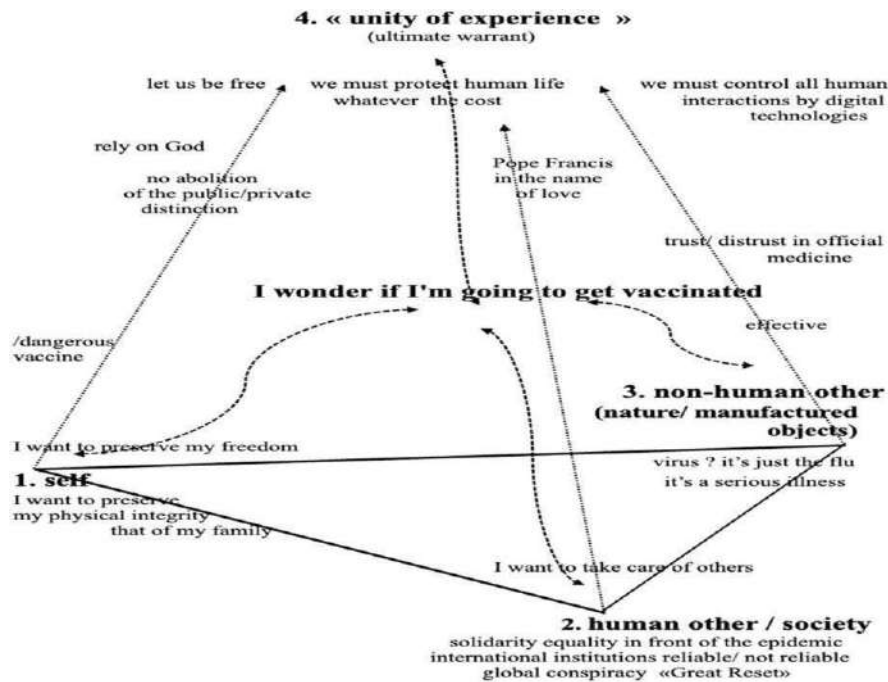 4. « unity of experience »
(ultimate warrant)
let us be free
we must protect human life
whatever the cost
we must control all human
interactions by digital
technologies
rely on God
no abolition
of the public/private
distinction
Pope Francis
in the name
of love
trust/ distrust in official
medicine
I wonder if I'm going to get vaccinated
/dangerous
vaccine
effective
3. non-human other
(nature/ manufactured
objects)
I want to preserve my freedom
1. self
I want to preserve
my physical integrity
that of my family
virus ? it's just the flu
it's a serious illness
I want to take care of others
2. human other / society
solidarity equality in front of the epidemic
international institutions reliable/ not reliable
global conspiracy «Great Reset»